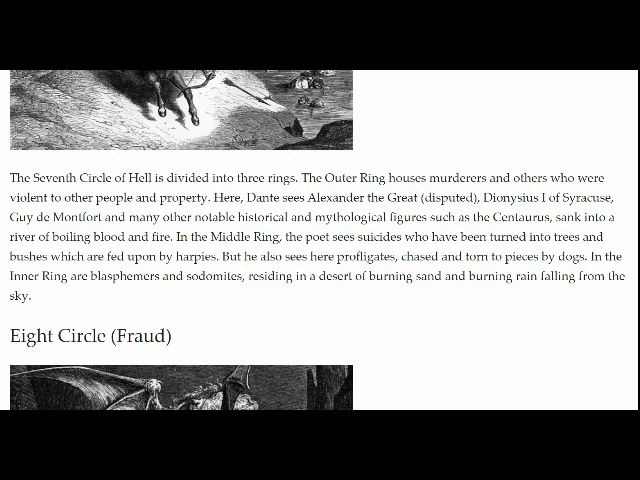 The Seventh Circle of Hell is divided into three rings. The Outer Ring houses murderers and others who were
violent to other people and property. Here, Dante sees Alexander the Great (disputed), Dionysius I of Syracuse,
Guy de Montfort and many other notable historical and mythological figures such as the Centaurus, sank into a
river of boiling blood and fire. In the Middle Ring, the poet sees suicides who have been turned into trees and
bushes which are fed upon by harpies. But he also sees here profligates, chased and torn to pieces by dogs. In the
Inner Ring are blasphemers and sodomites, residing in a desert of burning sand and burning rain falling from the
sky.
Eight Circle (Fraud)